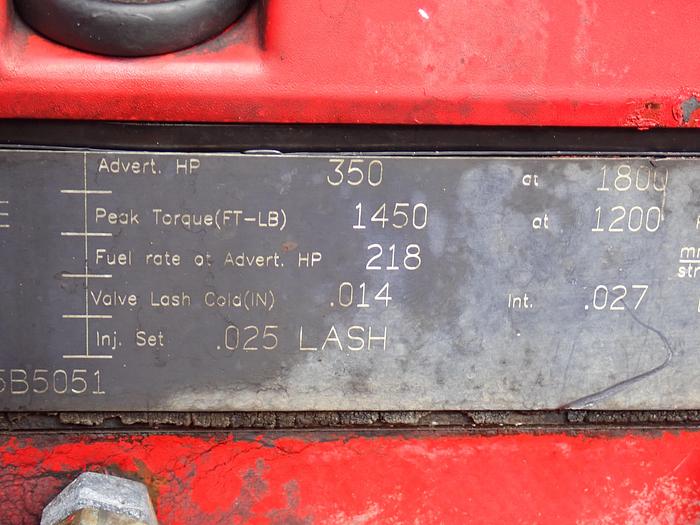 Advert. HP 350 at 1800
Peak Torque(FT-LB) 1450 at 1200
Fuel rate at Advert. HP 218
Valve Lash Cold(IN) .014 Int. .027
Inj. Set .025 LASH
5B5051